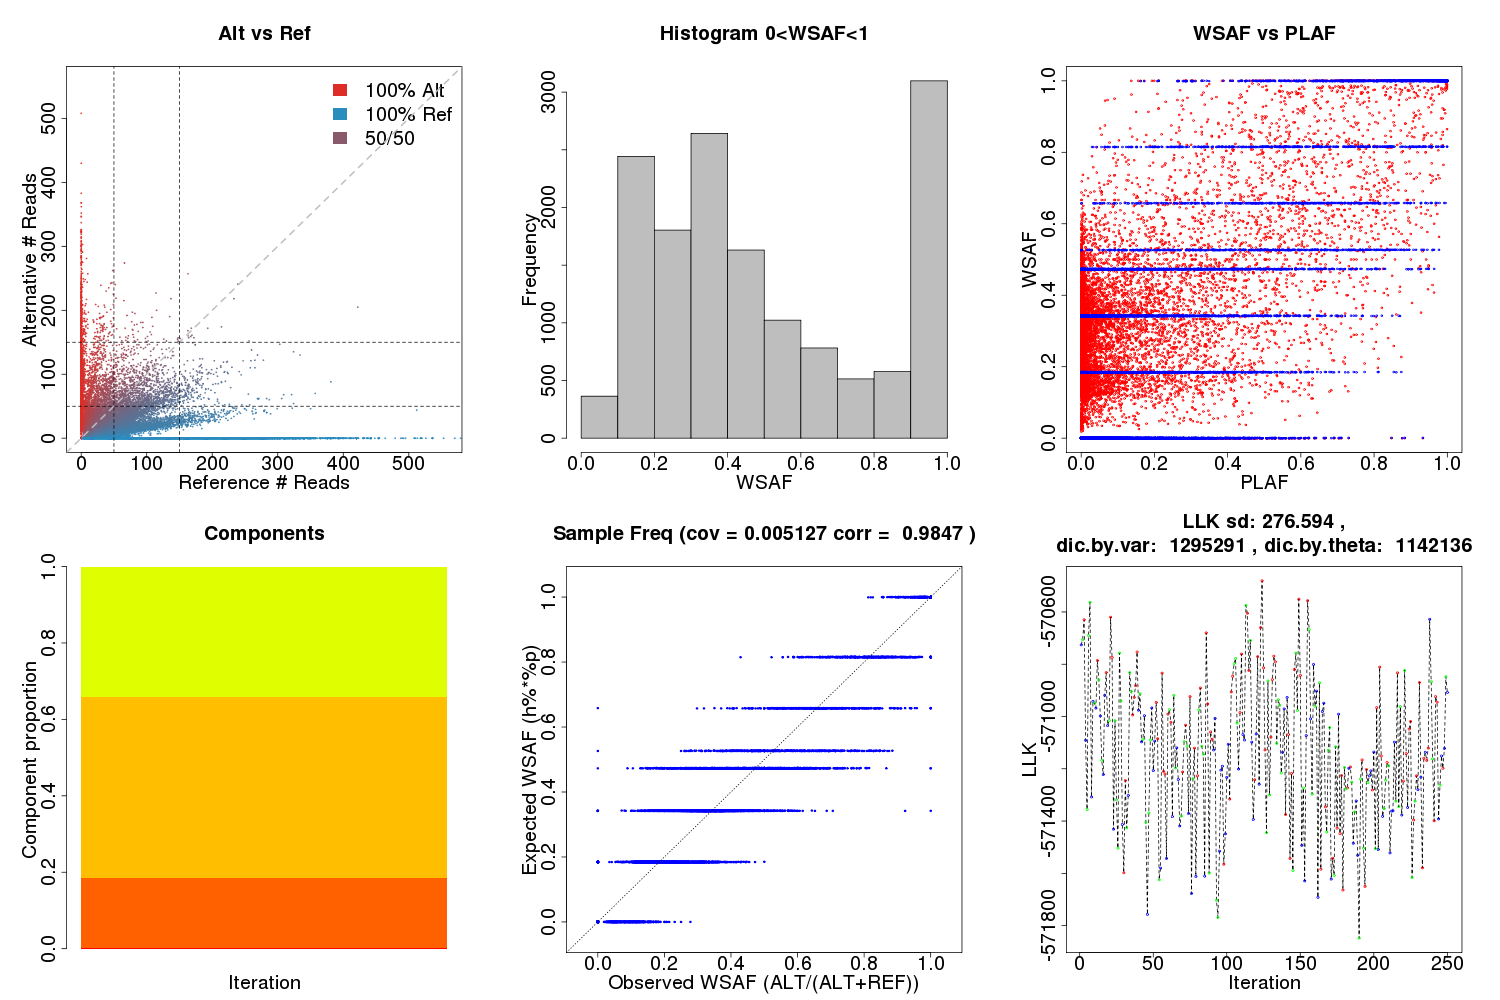 Alt vs Ref
100% Alt
100% Ref
50/50
Alternative # Reads
0 100 200 300 400 500
0 100 200 300 400 500
Reference # Reads
Histogram 0<WSAF<1
Frequency
0 500 1000 2000 3000
0.0 0.2 0.4 0.6 0.8 1.0
WSAF
WSAF vs PLAF
WSAF
0.0 0.2 0.4 0.6 0.8 1.0
0.0 0.2 0.4 0.6 0.8 1.0
PLAF
Components
Component proportion
0.0 0.2 0.4 0.6 0.8 1.0
Iteration
Sample Freq (cov = 0.005127 corr = 0.9847 )
Expected WSAF (h%*%p)
0.0 0.2 0.4 0.6 0.8 1.0
0.0 0.2 0.4 0.6 0.8 1.0
Observed WSAF (ALT/(ALT+REF))
LLK sd: 276.594 ,
dic.by.var: 1295291 , dic.by.theta: 1142136
LLK
-571800 -571400 -571000 -570600
0 50 100 150 200 250
Iteration